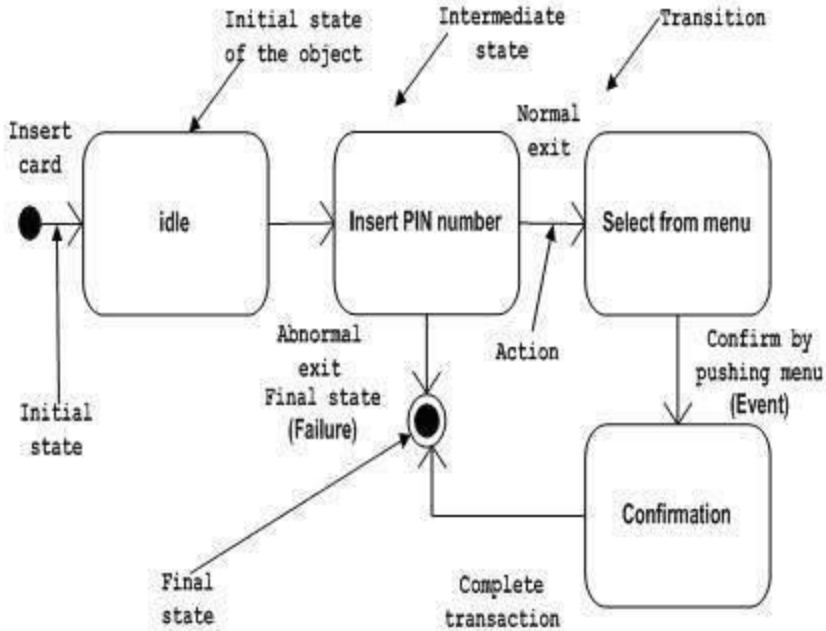 Initial state
of the object
Intermediate
state
Transition
Insert
card
Normal
exit
idle
Insert PIN number
Select from menu
Abnormal
exit
Final state
(Failure)
Action
Confirm by
pushing menu
(Event)
Initial
state
Confirmation
Final
state
Complete
transaction